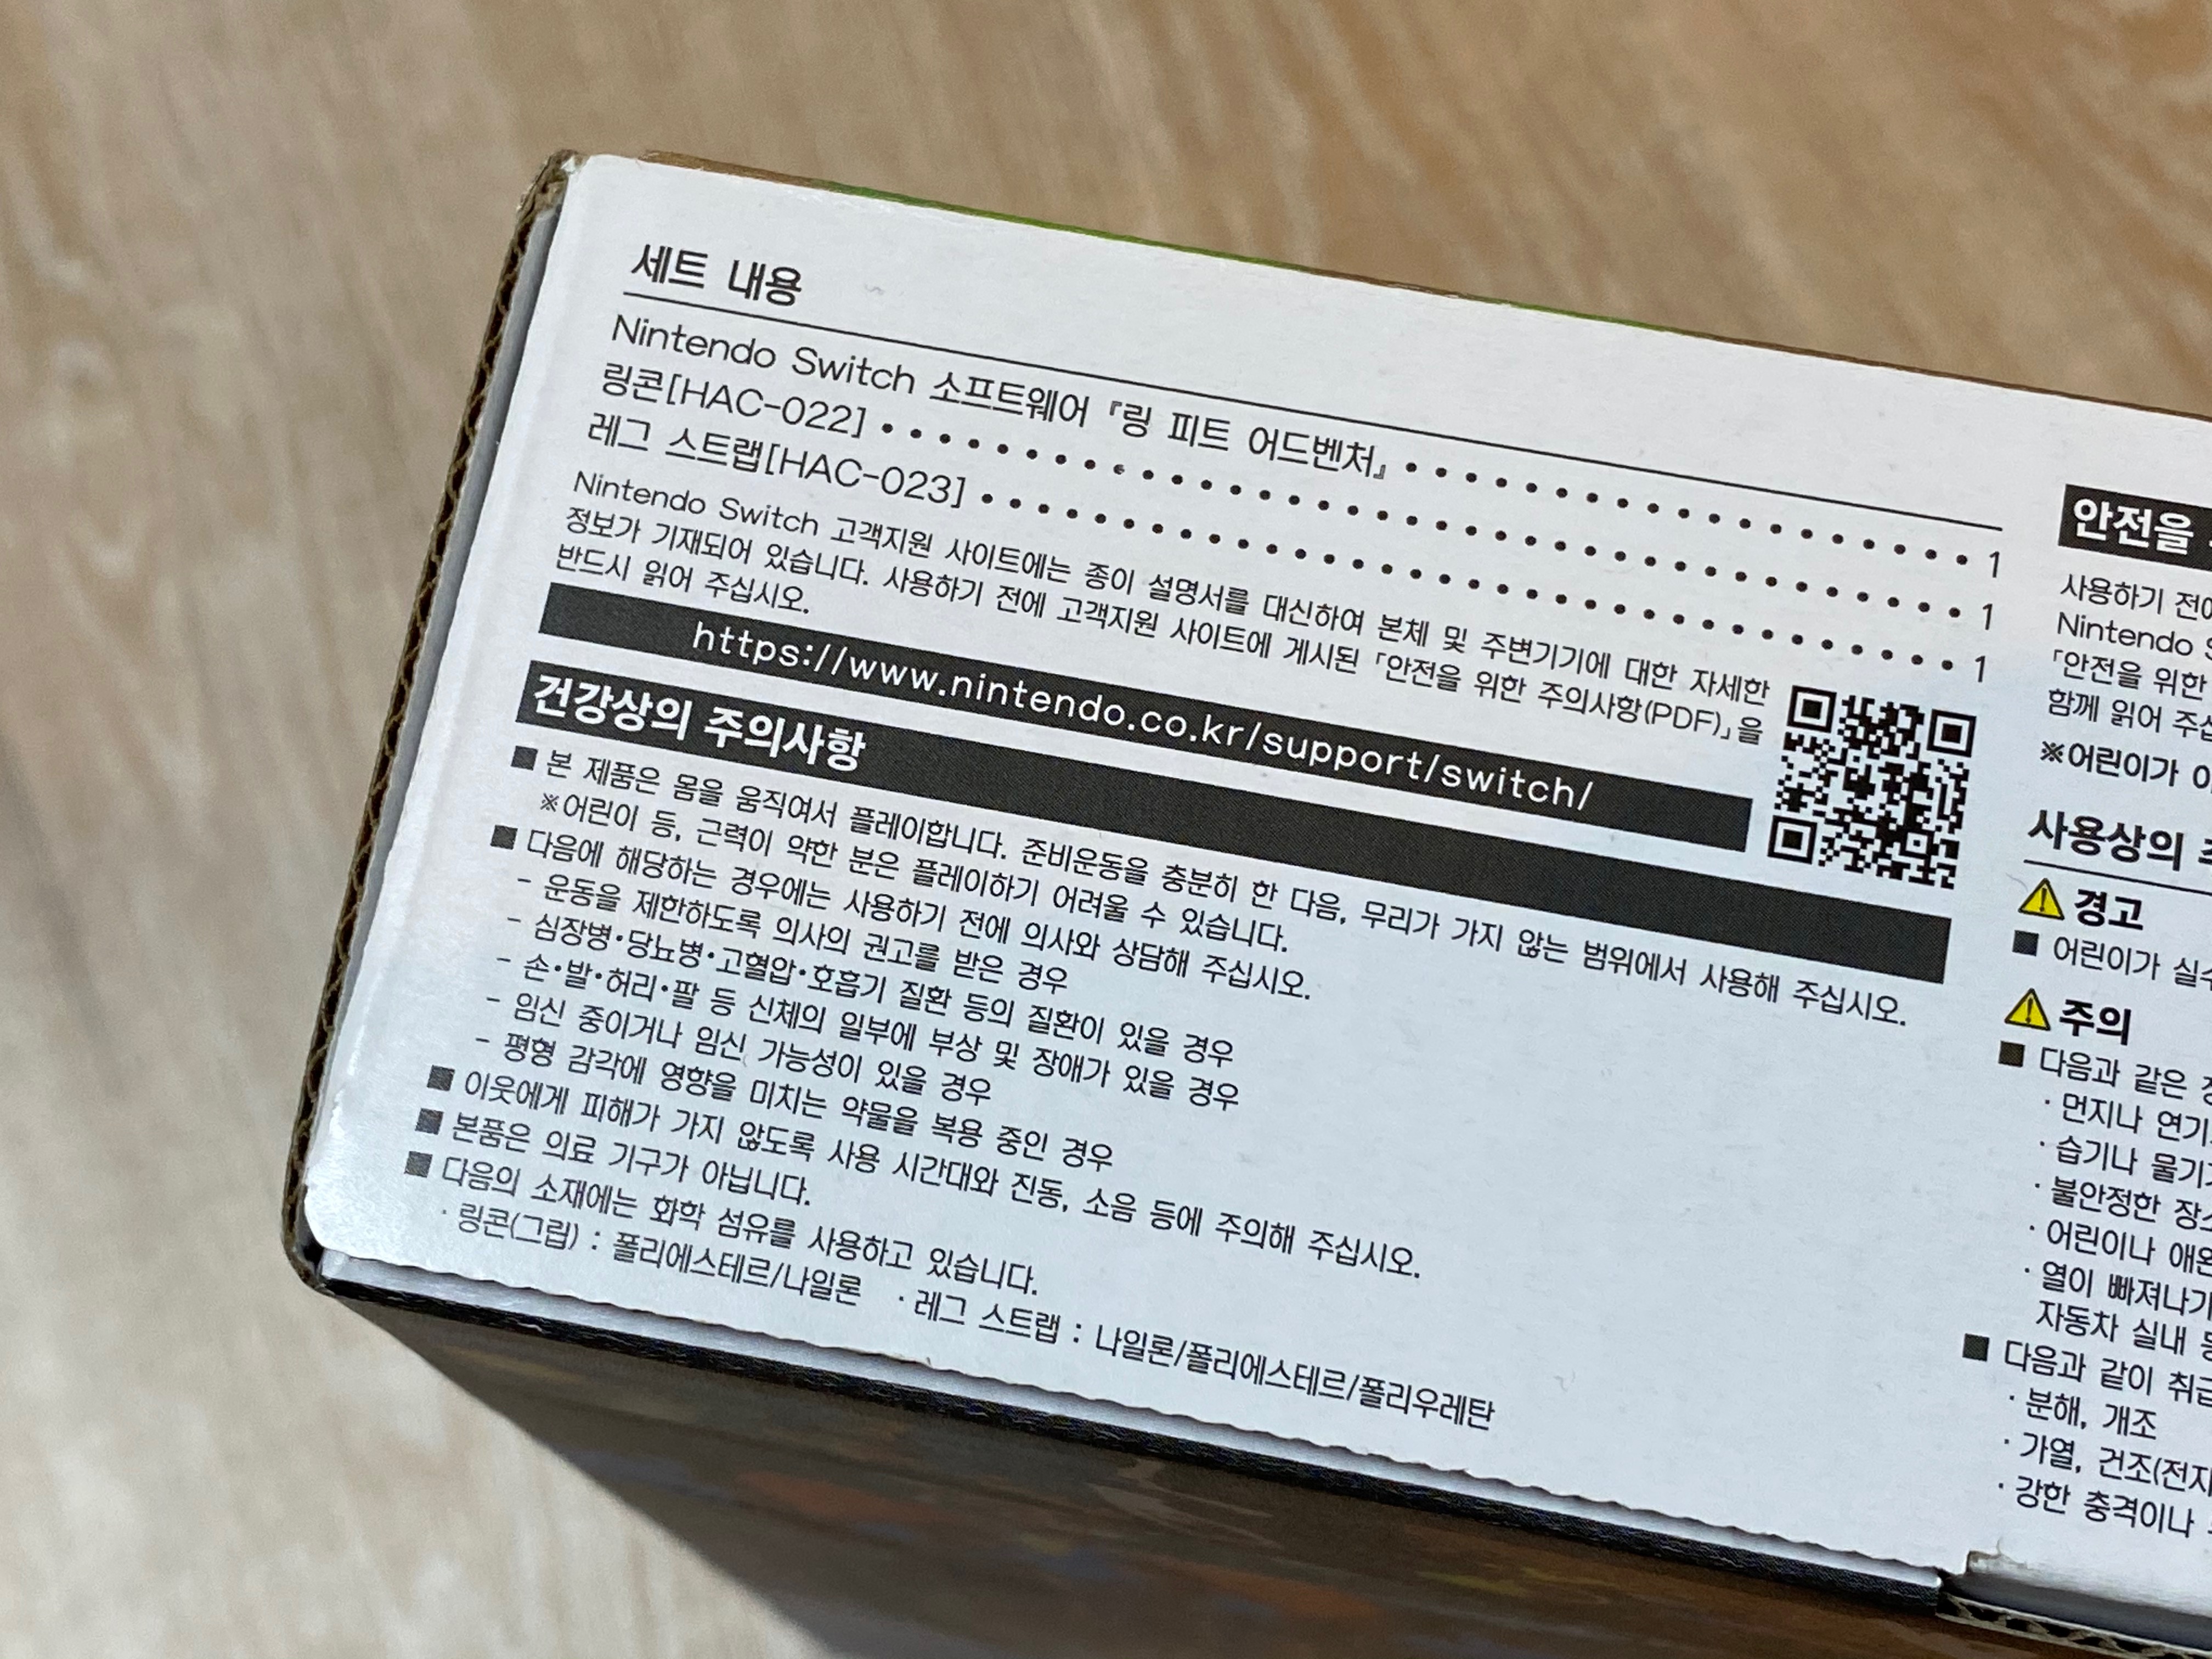 세트 내용
Nintendo Switch 소프트웨어 『링 피트 어드벤처』 1
링콘[HAC-022] 1
레그 스트랩[HAC-023] 1
Nintendo Switch 고객지원 사이트에는 종이 설명서를 대신하여 본체 및 주변기기에 대한 자세한
정보가 기재되어 있습니다. 사용하기 전에 고객지원 사이트에 게시된 「안전을 위한 주의사항(PDF)」을
반드시 읽어 주십시오.
https://www.nintendo.co.kr/support/switch/
건강상의 주의사항
■ 본 제품은 몸을 움직여서 플레이합니다. 준비운동을 충분히 한 다음, 무리가 가지 않는 범위에서 사용해 주십시오.
※어린이 등, 근력이 약한 분은 플레이하기 어려울 수 있습니다.
■ 다음에 해당하는 경우에는 사용하기 전에 의사와 상담해 주십시오.
- 운동을 제한하도록 의사의 권고를 받은 경우
- 심장병·당뇨병·고혈압·호흡기 질환 등의 질환이 있을 경우
- 손·발·허리·팔 등 신체의 일부에 부상 및 장애가 있을 경우
- 임신 중이거나 임신 가능성이 있을 경우
- 평형 감각에 영향을 미치는 약물을 복용 중인 경우
■ 이웃에게 피해가 가지 않도록 사용 시간대와 진동, 소음 등에 주의해 주십시오.
■ 본품은 의료 기구가 아닙니다.
■ 다음의 소재에는 화학 섬유를 사용하고 있습니다.
· 링콘(그립) : 폴리에스테르/나일론 · 레그 스트랩 : 나일론/폴리에스테르/폴리우레탄
안전을
사용하기 전에
Nintendo S
「안전을 위한
함께 읽어
※어린이가
사용상의
경고
■ 어린이가
주의
■ 다음과 같은
· 먼지나
· 습기나
· 불안정한
· 어린이나
· 열이 빠져나가
자동차 실내
■ 다음과 같이
· 분해, 개조
· 가열, 건조(전자
· 강한 충격이나